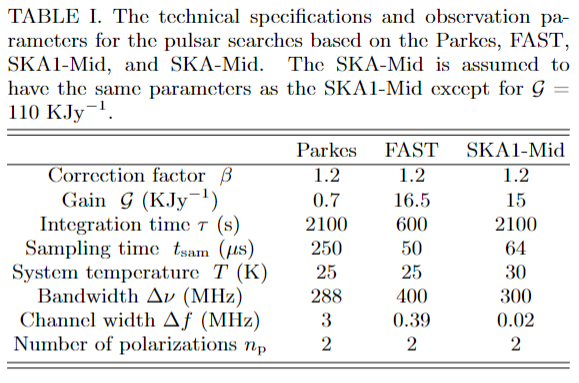 TABLE I. The technical specifications and observation pa-
rameters for the pulsar searches based on the Parkes, FAST,
SKA1-Mid, and SKA-Mid. The SKA-Mid is assumed to
have the same parameters as the SKA1-Mid except for 𝒢 =
110 KJy⁻¹.
Parkes FAST SKA1-Mid
Correction factor β 1.2 1.2 1.2
Gain 𝒢 (KJy⁻¹) 0.7 16.5 15
Integration time τ (s) 2100 600 2100
Sampling time tsam (μs) 250 50 64
System temperature T (K) 25 25 30
Bandwidth Δν (MHz) 288 400 300
Channel width Δf (MHz) 3 0.39 0.02
Number of polarizations np 2 2 2